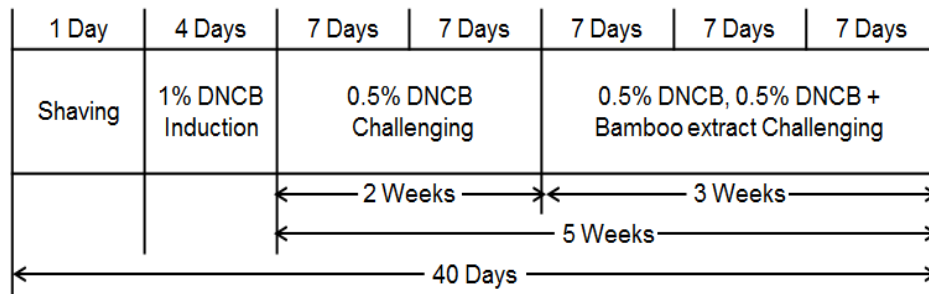 1 Day 4 Days 7 Days 7 Days 7 Days 7 Days 7 Days
Shaving
1% DNCB
Induction
0.5% DNCB
Challenging
0.5% DNCB, 0.5% DNCB +
Bamboo extract Challenging
2 Weeks 3 Weeks
5 Weeks
40 Days